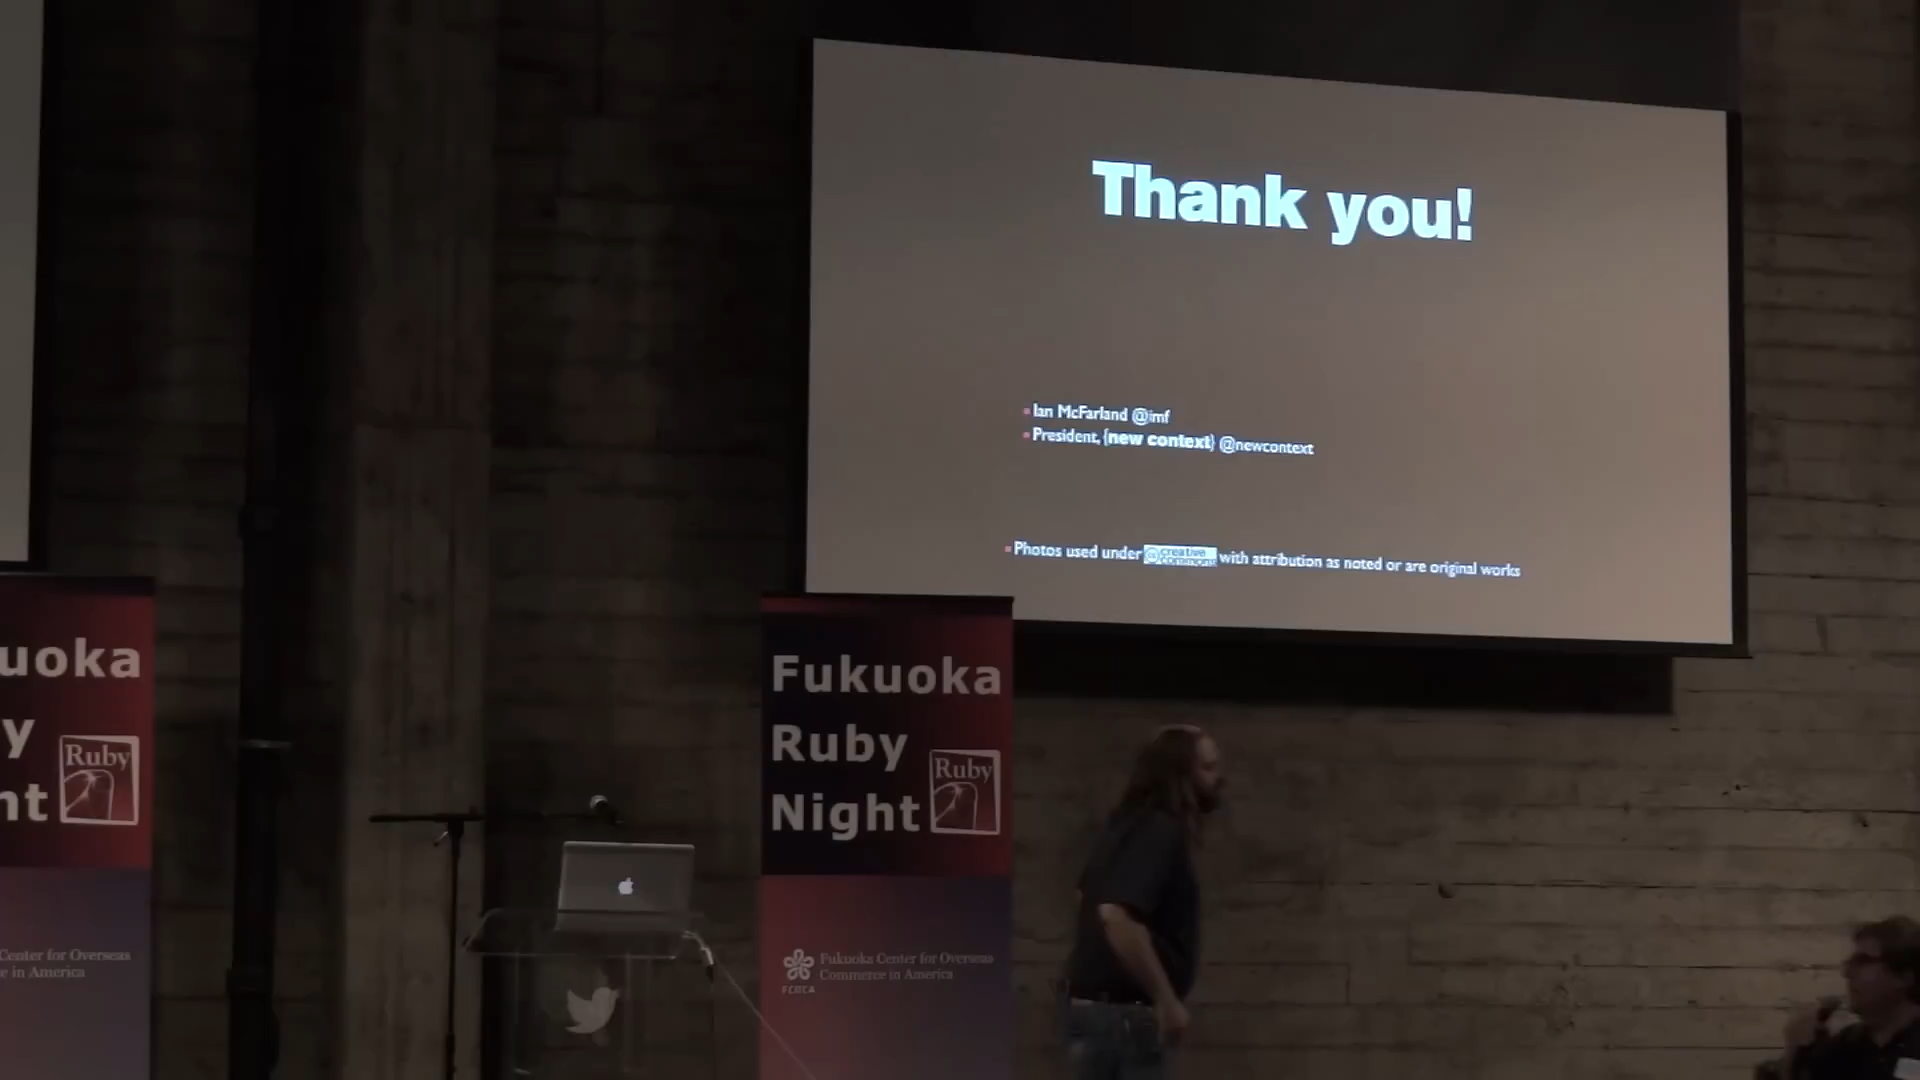 Thank you!
Ian McFarland @imf
President, {new context} @newcontext
Photos used under creative commons with attribution as noted or are original works
uoka
y
nt
Ruby
Center for Overseas
e in America
Fukuoka
Ruby
Night
Ruby
Fukuoka Center for Overseas
Commerce in America
FCOCA